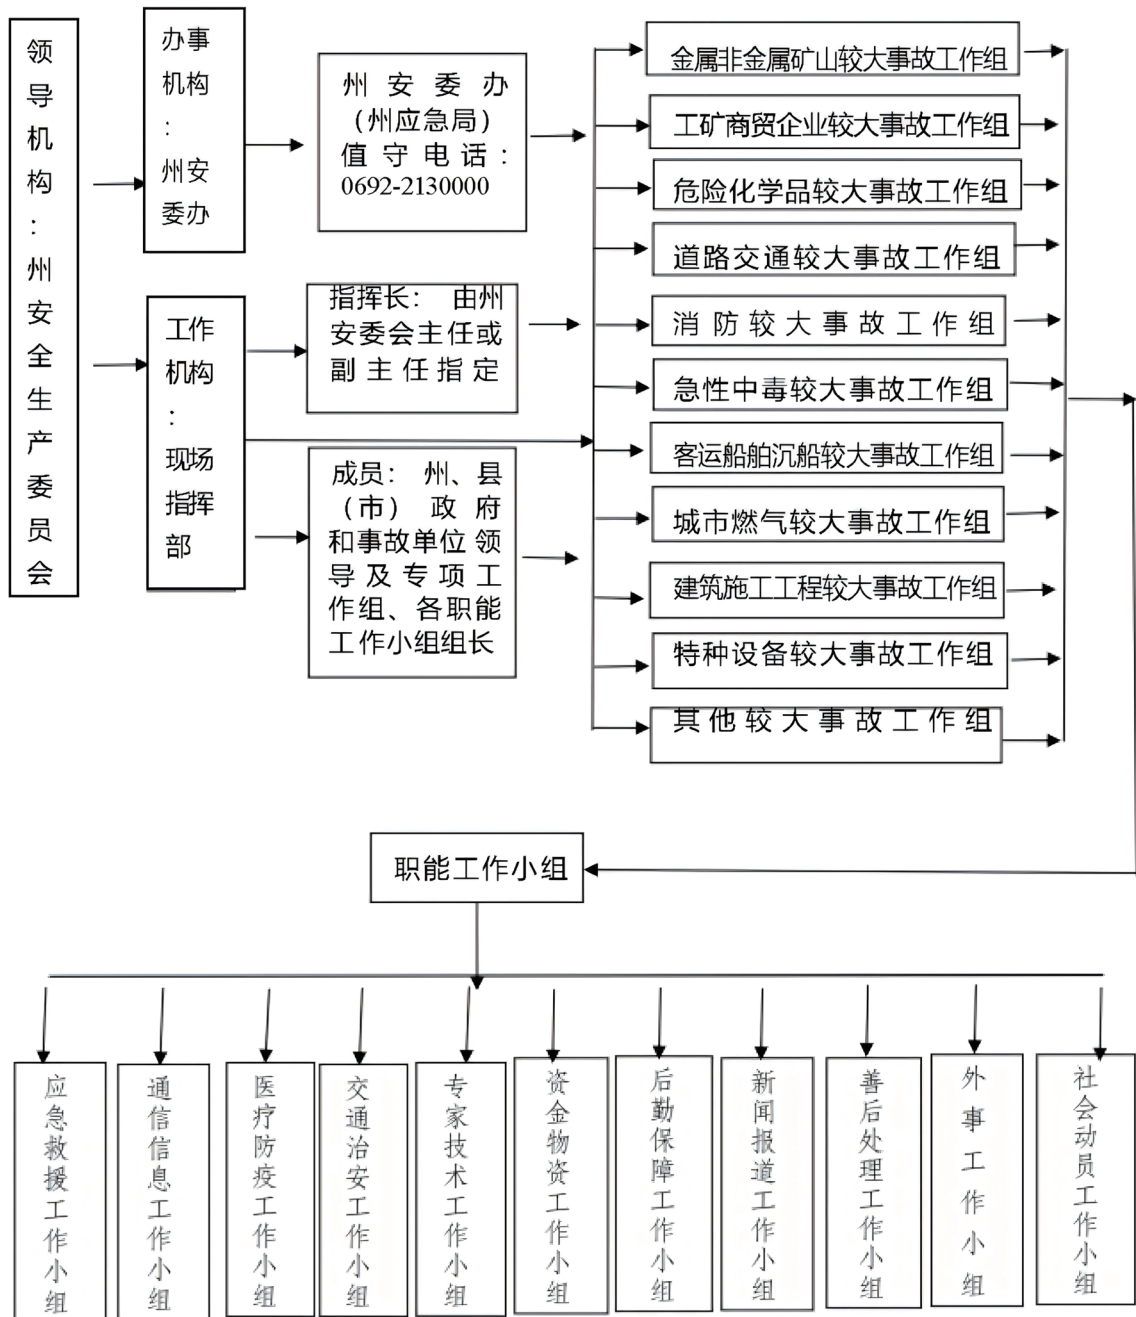 领导机构：州安全生产委员会
办事
机构
：
州安
委办
州安委办
（州应急局）
值守电话：
0692-2130000
工作
机构
：
现场
指挥
部
指挥长： 由州
安委会主任或
副主任指定
成员： 州、县
（市）政府
和事故单位领
导及专项工
作组、各职能
工作小组组长
金属非金属矿山较大事故工作组
工矿商贸企业较大事故工作组
危险化学品较大事故工作组
道路交通较大事故工作组
消防较大事故工作组
急性中毒较大事故工作组
客运船舶沉船较大事故工作组
城市燃气较大事故工作组
建筑施工工程较大事故工作组
特种设备较大事故工作组
其他较大事故工作组
职能工作小组
应急救援工作小组
通信信息工作小组
医疗防疫工作小组
交通治安工作小组
专家技术工作小组
资金物资工作小组
后勤保障工作小组
新闻报道工作小组
善后处理工作小组
外事工作小组
社会动员工作小组